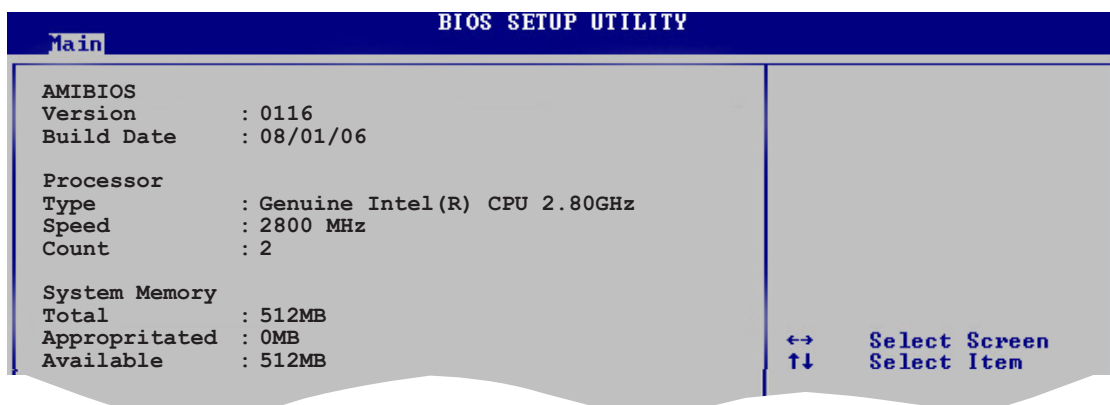 BIOS SETUP UTILITY
Main
AMIBIOS
Version : 0116
Build Date : 08/01/06
Processor
Type : Genuine Intel(R) CPU 2.80GHz
Speed : 2800 MHz
Count : 2
System Memory
Total : 512MB
Appropritated : 0MB
Available : 512MB
←→ Select Screen
↑↓ Select Item